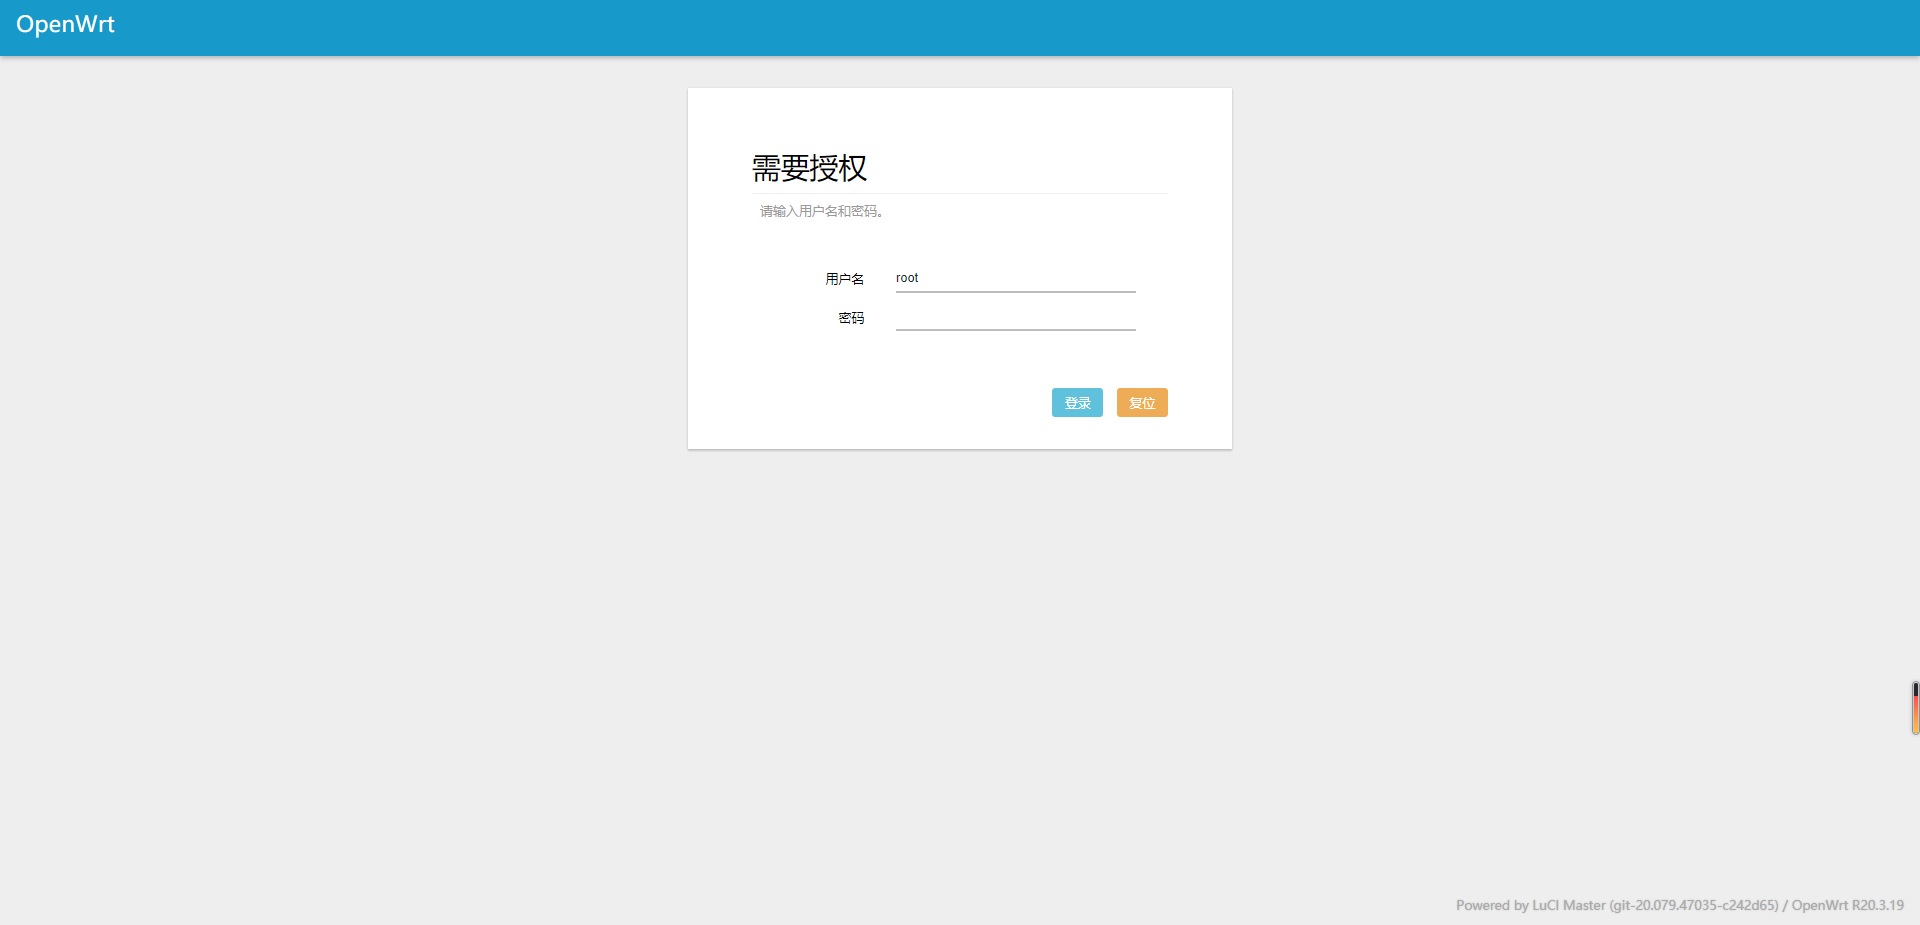 OpenWrt
需要授权
请输入用户名和密码。
用户名 root
密码
登录 复位
Powered by LuCI Master (git-20.079.47035-c242d65) / OpenWrt R20.3.19